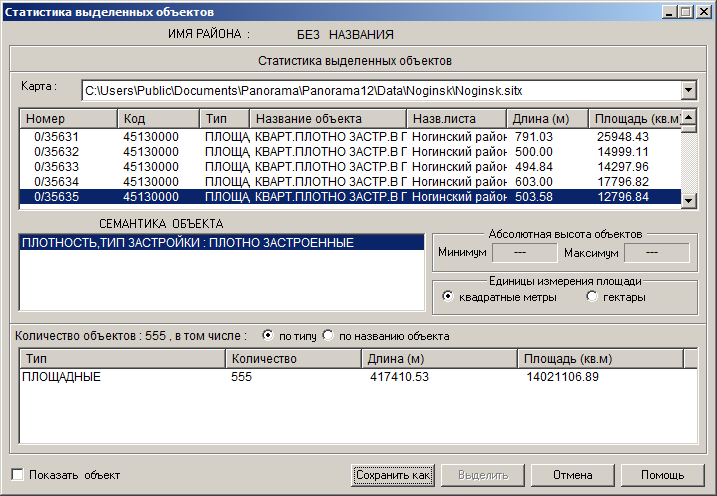 Статистика выделенных объектов
ИМЯ РАЙОНА : БЕЗ НАЗВАНИЯ
Статистика выделенных объектов
Карта : C:\Users\Public\Documents\Panorama\Panorama12\Data\Noginsk\Noginsk.sitx
Номер Код Тип Название объекта Назв.листа Длина (м) Площадь (кв.м)
0/35631 45130000 ПЛОЩА, КВАРТ.ПЛОТНО ЗАСТР.В Г Ногинский район 791.03 25948.43
0/35632 45130000 ПЛОЩА, КВАРТ.ПЛОТНО ЗАСТР.В Г Ногинский район 500.00 14999.11
0/35633 45130000 ПЛОЩА, КВАРТ.ПЛОТНО ЗАСТР.В Г Ногинский район 494.84 14297.96
0/35634 45130000 ПЛОЩА, КВАРТ.ПЛОТНО ЗАСТР.В Г Ногинский район 603.00 17796.82
0/35635 45130000 ПЛОЩА, КВАРТ.ПЛОТНО ЗАСТР.В Г Ногинский район 503.58 12796.84
СЕМАНТИКА ОБЪЕКТА
ПЛОТНОСТЬ,ТИП ЗАСТРОЙКИ : ПЛОТНО ЗАСТРОЕННЫЕ
Абсолютная высота объектов
Минимум --- Максимум ---
Единицы измерения площади
квадратные метры гектары
Количество объектов : 555 , в том числе : по типу по названию объекта
Тип Количество Длина (м) Площадь (кв.м)
ПЛОЩАДНЫЕ 555 417410.53 14021106.89
Показать объект Сохранить как Выделить Отмена Помощь